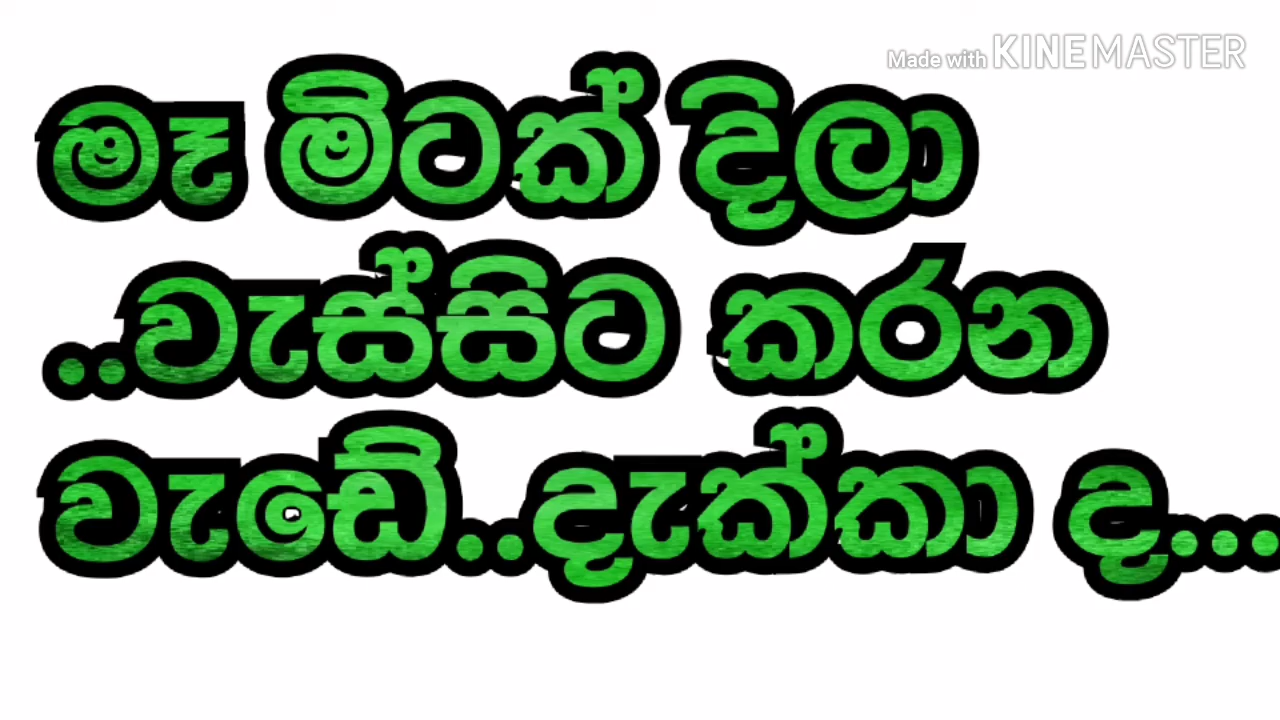 Made with KINEMASTER
මෑ මිටක් දිලා
..වැස්සිට කරන
වැඩේ..දැක්කා ද...